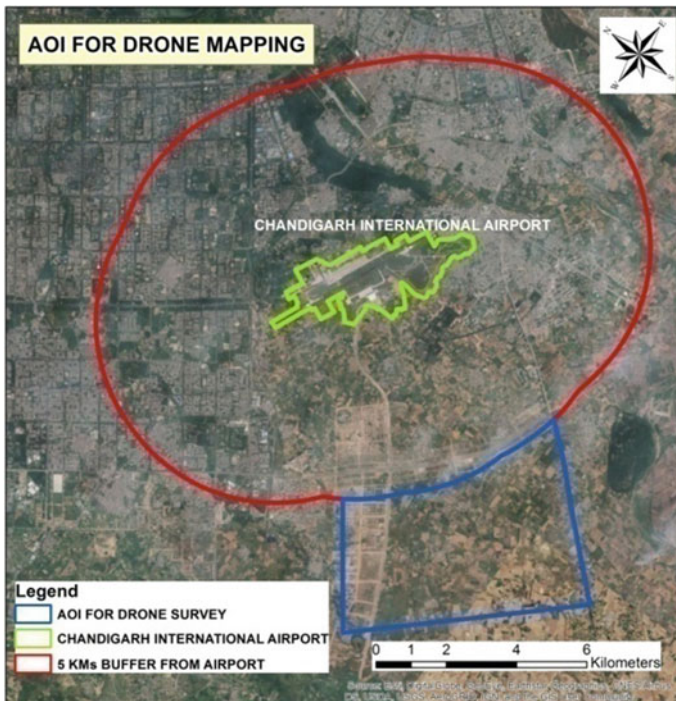 AOI FOR DRONE MAPPING
N
E
W
S
CHANDIGARH INTERNATIONAL AIRPORT
Legend
AOI FOR DRONE SURVEY
CHANDIGARH INTERNATIONAL AIRPORT
5 KMs BUFFER FROM AIRPORT
0 1 2 4 6
Kilometers